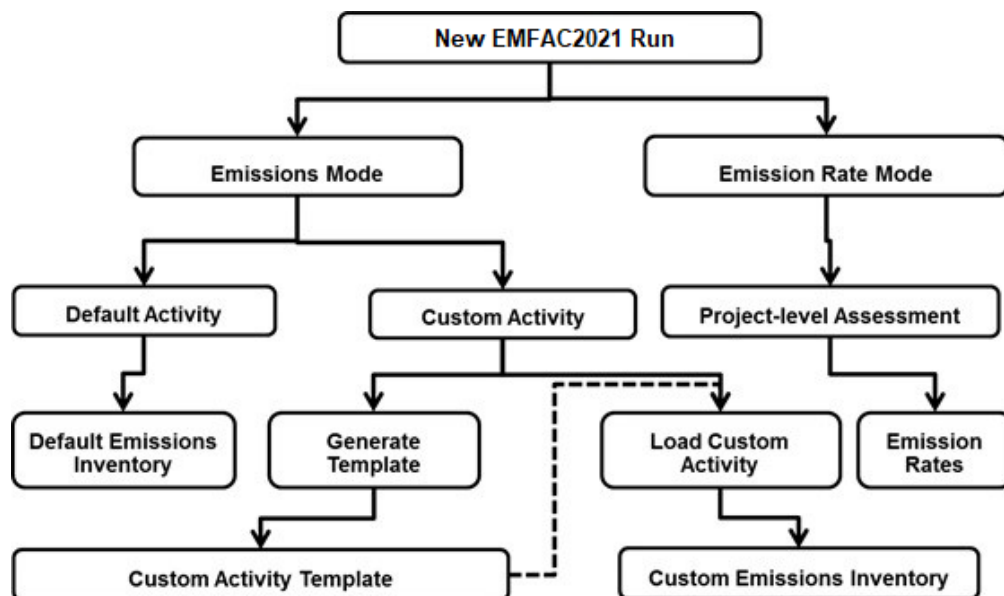 New EMFAC2021 Run
Emissions Mode
Emission Rate Mode
Default Activity
Custom Activity
Project-level Assessment
Default Emissions
Inventory
Generate
Template
Load Custom
Activity
Emission
Rates
Custom Activity Template
Custom Emissions Inventory